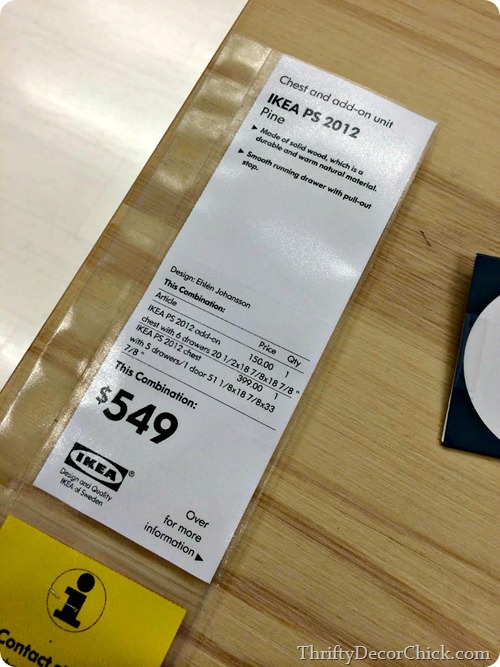 Chest and add-on unit
IKEA PS 2012
Pine
▶ Made of solid wood, which is a
durable and warm natural material.
▶ Smooth running drawer with pull-out
stop.
Design: Ehlén Johansson
This Combination:
Article Price Qty
IKEA PS 2012 add-on 150.00 1
chest with 6 drawers 20 1/2x18 7/8x18 7/8 "
IKEA PS 2012 chest 399.00 1
with 5 drawers/1 door 51 1/8x18 7/8x33
7/8 "
This Combination:
$549
IKEA®
Design and Quality
IKEA of Sweden
Over
for more
information ▶
i
Contact
ThriftyDecorChick.com